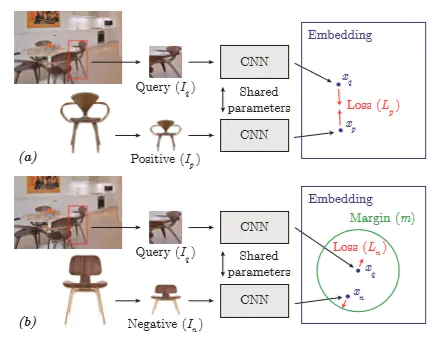 Embedding
CNN
x_q
Query (I_q)
Shared
parameters
Loss (L_p)
x_p
CNN
(a)
Positive (I_p)
Embedding
Margin (m)
CNN
Loss (L_n)
Query (I_q)
x_q
Shared
parameters
x_n
CNN
(b)
Negative (I_n)